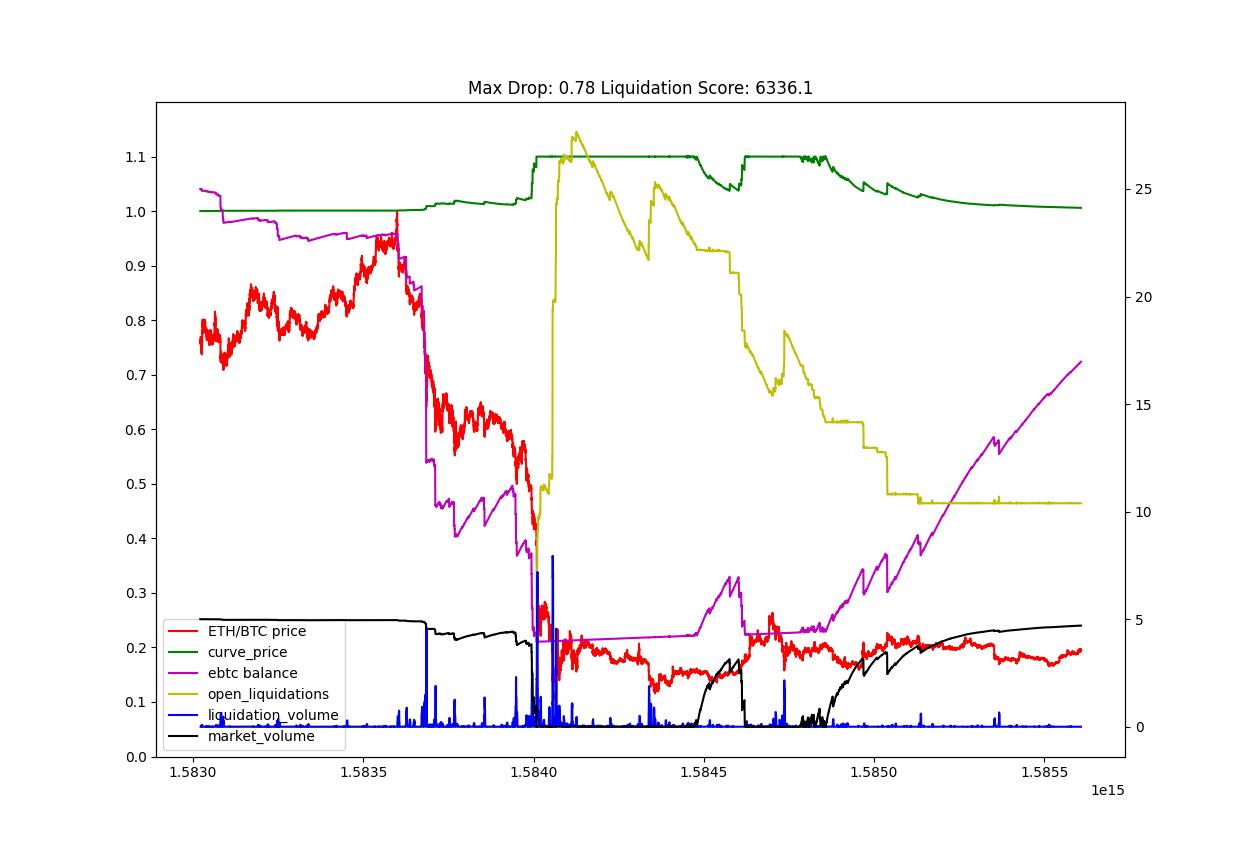 Max Drop: 0.78 Liquidation Score: 6336.1
1.1
1.0
0.9
0.8
0.7
0.6
0.5
0.4
0.3
0.2
0.1
0.0
25
20
15
10
5
0
ETH/BTC price
curve_price
ebtc balance
open_liquidations
liquidation_volume
market_volume
1.5830 1.5835 1.5840 1.5845 1.5850 1.5855
1e15